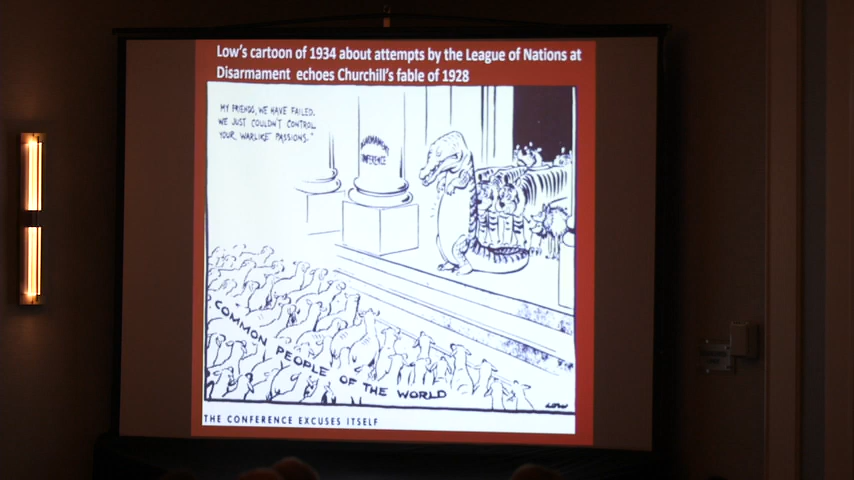 Low's cartoon of 1934 about attempts by the League of Nations at
Disarmament echoes Churchill's fable of 1928
MY FRIENDS, WE HAVE FAILED.
WE JUST COULDN'T CONTROL
YOUR WARLIKE PASSIONS."
DISARMAMENT
CONFERENCE
COMMON PEOPLE OF THE WORLD
LOW
THE CONFERENCE EXCUSES ITSELF